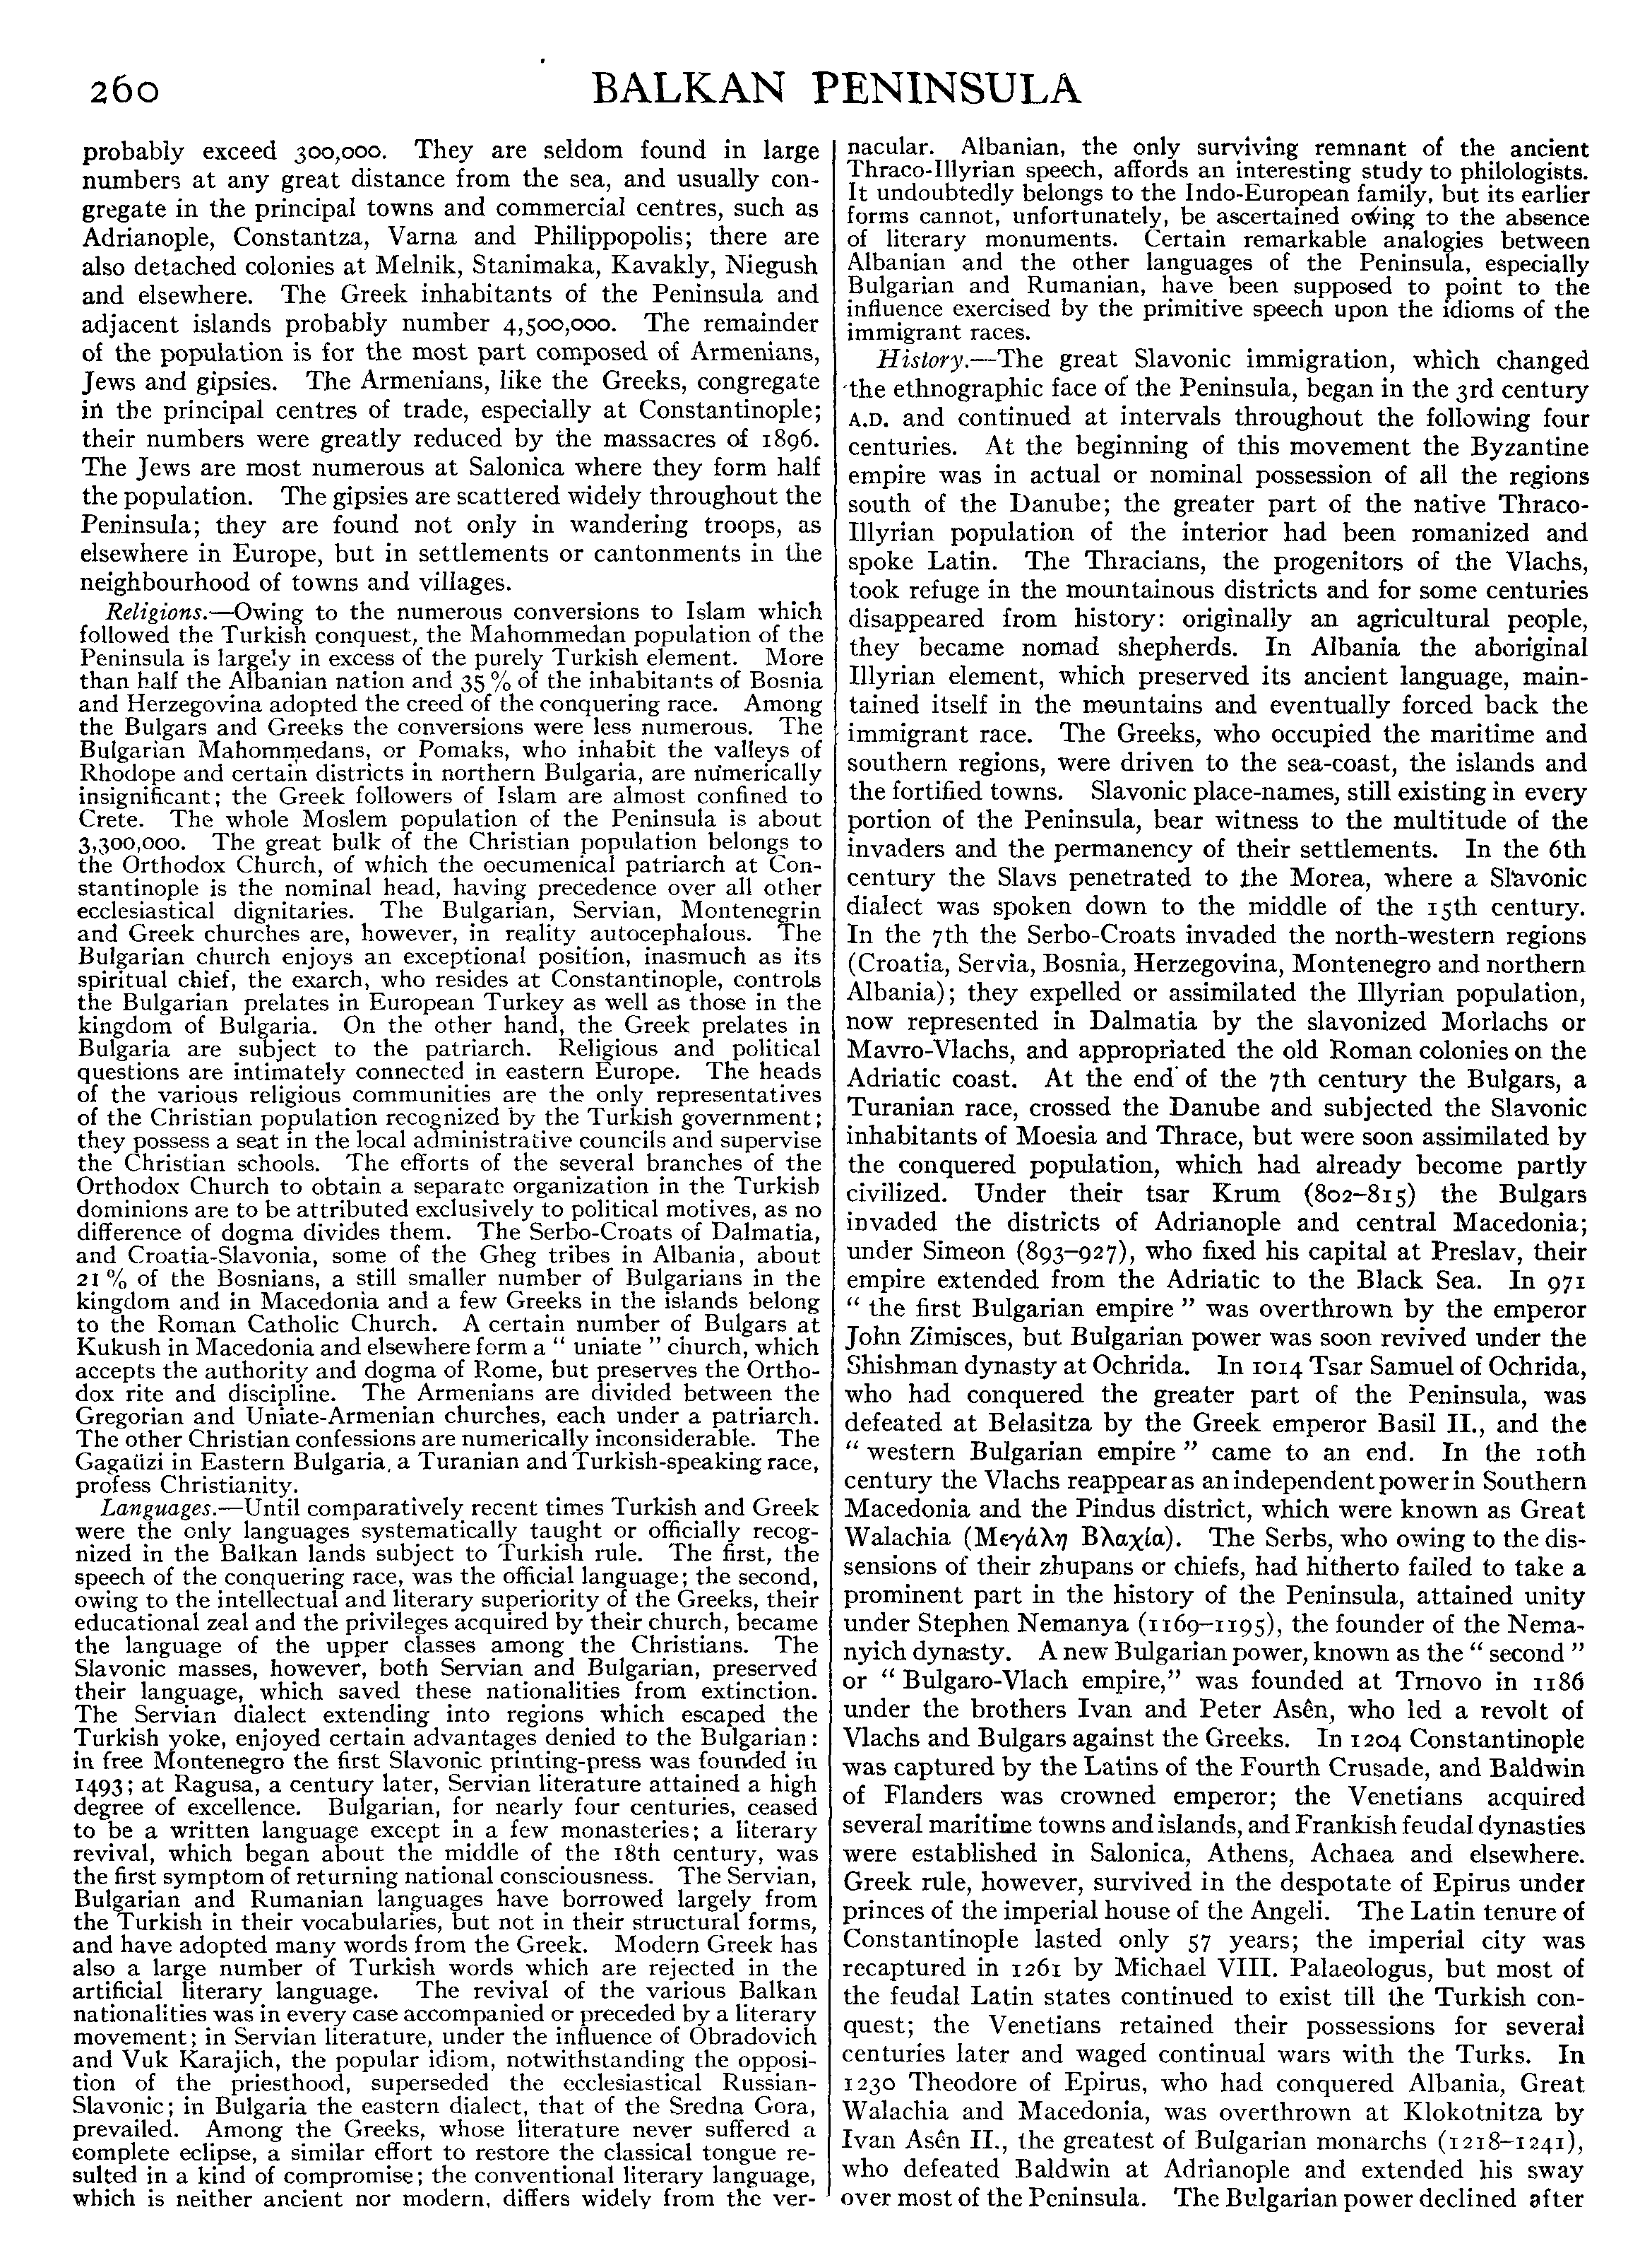 260
BALKAN PENINSULA
probably exceed 300,000. They are seldom found in large
numbers at any great distance from the sea, and usually con-
gregate in the principal towns and commercial centres, such as
Adrianople, Constantza, Varna and Philippopolis; there are
also detached colonies at Melnik, Stanimaka, Kavakly, Niegush
and elsewhere. The Greek inhabitants of the Peninsula and
adjacent islands probably number 4,500,000. The remainder
of the population is for the most part composed of Armenians,
Jews and gipsies. The Armenians, like the Greeks, congregate
in the principal centres of trade, especially at Constantinople;
their numbers were greatly reduced by the massacres of 1896.
The Jews are most numerous at Salonica where they form half
the population. The gipsies are scattered widely throughout the
Peninsula; they are found not only in wandering troops, as
elsewhere in Europe, but in settlements or cantonments in the
neighbourhood of towns and villages.
Religions.—Owing to the numerous conversions to Islam which
followed the Turkish conquest, the Mahommedan population of the
Peninsula is largely in excess of the purely Turkish element. More
than half the Albanian nation and 35 % of the inhabitants of Bosnia
and Herzegovina adopted the creed of the conquering race. Among
the Bulgars and Greeks the conversions were less numerous. The
Bulgarian Mahommedans, or Pomaks, who inhabit the valleys of
Rhodope and certain districts in northern Bulgaria, are numerically
insignificant; the Greek followers of Islam are almost confined to
Crete. The whole Moslem population of the Peninsula is about
3,300,000. The great bulk of the Christian population belongs to
the Orthodox Church, of which the oecumenical patriarch at Con-
stantinople is the nominal head, having precedence over all other
ecclesiastical dignitaries. The Bulgarian, Servian, Montenegrin
and Greek churches are, however, in reality autocephalous. The
Bulgarian church enjoys an exceptional position, inasmuch as its
spiritual chief, the exarch, who resides at Constantinople, controls
the Bulgarian prelates in European Turkey as well as those in the
kingdom of Bulgaria. On the other hand, the Greek prelates in
Bulgaria are subject to the patriarch. Religious and political
questions are intimately connected in eastern Europe. The heads
of the various religious communities are the only representatives
of the Christian population recognized by the Turkish government;
they possess a seat in the local administrative councils and supervise
the Christian schools. The efforts of the several branches of the
Orthodox Church to obtain a separate organization in the Turkish
dominions are to be attributed exclusively to political motives, as no
difference of dogma divides them. The Serbo-Croats of Dalmatia,
and Croatia-Slavonia, some of the Gheg tribes in Albania, about
21 % of the Bosnians, a still smaller number of Bulgarians in the
kingdom and in Macedonia and a few Greeks in the islands belong
to the Roman Catholic Church. A certain number of Bulgars at
Kukush in Macedonia and elsewhere form a “ uniate ” church, which
accepts the authority and dogma of Rome, but preserves the Ortho-
dox rite and discipline. The Armenians are divided between the
Gregorian and Uniate-Armenian churches, each under a patriarch.
The other Christian confessions are numerically inconsiderable. The
Gagaüzi in Eastern Bulgaria, a Turanian and Turkish-speaking race,
profess Christianity.
Languages.—Until comparatively recent times Turkish and Greek
were the only languages systematically taught or officially recog-
nized in the Balkan lands subject to Turkish rule. The first, the
speech of the conquering race, was the official language; the second,
owing to the intellectual and literary superiority of the Greeks, their
educational zeal and the privileges acquired by their church, became
the language of the upper classes among the Christians. The
Slavonic masses, however, both Servian and Bulgarian, preserved
their language, which saved these nationalities from extinction.
The Servian dialect extending into regions which escaped the
Turkish yoke, enjoyed certain advantages denied to the Bulgarian:
in free Montenegro the first Slavonic printing-press was founded in
1493; at Ragusa, a century later, Servian literature attained a high
degree of excellence. Bulgarian, for nearly four centuries, ceased
to be a written language except in a few monasteries; a literary
revival, which began about the middle of the 18th century, was
the first symptom of returning national consciousness. The Servian,
Bulgarian and Rumanian languages have borrowed largely from
the Turkish in their vocabularies, but not in their structural forms,
and have adopted many words from the Greek. Modern Greek has
also a large number of Turkish words which are rejected in the
artificial literary language. The revival of the various Balkan
nationalities was in every case accompanied or preceded by a literary
movement; in Servian literature, under the influence of Obradovich
and Vuk Karajich, the popular idiom, notwithstanding the opposi-
tion of the priesthood, superseded the ecclesiastical Russian-
Slavonic; in Bulgaria the eastern dialect, that of the Sredna Gora,
prevailed. Among the Greeks, whose literature never suffered a
complete eclipse, a similar effort to restore the classical tongue re-
sulted in a kind of compromise; the conventional literary language,
which is neither ancient nor modern, differs widely from the ver-
nacular. Albanian, the only surviving remnant of the ancient
Thraco-Illyrian speech, affords an interesting study to philologists.
It undoubtedly belongs to the Indo-European family, but its earlier
forms cannot, unfortunately, be ascertained owing to the absence
of literary monuments. Certain remarkable analogies between
Albanian and the other languages of the Peninsula, especially
Bulgarian and Rumanian, have been supposed to point to the
influence exercised by the primitive speech upon the idioms of the
immigrant races.
History.—The great Slavonic immigration, which changed
the ethnographic face of the Peninsula, began in the 3rd century
A.D. and continued at intervals throughout the following four
centuries. At the beginning of this movement the Byzantine
empire was in actual or nominal possession of all the regions
south of the Danube; the greater part of the native Thraco-
Illyrian population of the interior had been romanized and
spoke Latin. The Thracians, the progenitors of the Vlachs,
took refuge in the mountainous districts and for some centuries
disappeared from history: originally an agricultural people,
they became nomad shepherds. In Albania the aboriginal
Illyrian element, which preserved its ancient language, main-
tained itself in the mountains and eventually forced back the
immigrant race. The Greeks, who occupied the maritime and
southern regions, were driven to the sea-coast, the islands and
the fortified towns. Slavonic place-names, still existing in every
portion of the Peninsula, bear witness to the multitude of the
invaders and the permanency of their settlements. In the 6th
century the Slavs penetrated to the Morea, where a Slavonic
dialect was spoken down to the middle of the 15th century.
In the 7th the Serbo-Croats invaded the north-western regions
(Croatia, Servia, Bosnia, Herzegovina, Montenegro and northern
Albania); they expelled or assimilated the Illyrian population,
now represented in Dalmatia by the slavonized Morlachs or
Mavro-Vlachs, and appropriated the old Roman colonies on the
Adriatic coast. At the end of the 7th century the Bulgars, a
Turanian race, crossed the Danube and subjected the Slavonic
inhabitants of Moesia and Thrace, but were soon assimilated by
the conquered population, which had already become partly
civilized. Under their tsar Krum (802–815) the Bulgars
invaded the districts of Adrianople and central Macedonia;
under Simeon (893–927), who fixed his capital at Preslav, their
empire extended from the Adriatic to the Black Sea. In 971
“ the first Bulgarian empire ” was overthrown by the emperor
John Zimisces, but Bulgarian power was soon revived under the
Shishman dynasty at Ochrida. In 1014 Tsar Samuel of Ochrida,
who had conquered the greater part of the Peninsula, was
defeated at Belasitza by the Greek emperor Basil II., and the
“ western Bulgarian empire ” came to an end. In the 10th
century the Vlachs reappear as an independent power in Southern
Macedonia and the Pindus district, which were known as Great
Walachia (Μεγάλη Βλαχία). The Serbs, who owing to the dis-
sensions of their zhupans or chiefs, had hitherto failed to take a
prominent part in the history of the Peninsula, attained unity
under Stephen Nemanya (1169–1195), the founder of the Nema-
nyich dynasty. A new Bulgarian power, known as the “ second ”
or “ Bulgaro-Vlach empire,” was founded at Trnovo in 1186
under the brothers Ivan and Peter Asên, who led a revolt of
Vlachs and Bulgars against the Greeks. In 1204 Constantinople
was captured by the Latins of the Fourth Crusade, and Baldwin
of Flanders was crowned emperor; the Venetians acquired
several maritime towns and islands, and Frankish feudal dynasties
were established in Salonica, Athens, Achaea and elsewhere.
Greek rule, however, survived in the despotate of Epirus under
princes of the imperial house of the Angeli. The Latin tenure of
Constantinople lasted only 57 years; the imperial city was
recaptured in 1261 by Michael VIII. Palaeologus, but most of
the feudal Latin states continued to exist till the Turkish con-
quest; the Venetians retained their possessions for several
centuries later and waged continual wars with the Turks. In
1230 Theodore of Epirus, who had conquered Albania, Great
Walachia and Macedonia, was overthrown at Klokotnitza by
Ivan Asên II., the greatest of Bulgarian monarchs (1218–1241),
who defeated Baldwin at Adrianople and extended his sway
over most of the Peninsula. The Bulgarian power declined after